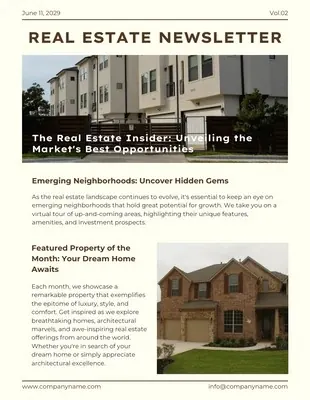 June 11, 2029
Vol.02
REAL ESTATE NEWSLETTER
The Real Estate Insider: Unveiling the
Market's Best Opportunities
Emerging Neighborhoods: Uncover Hidden Gems
As the real estate landscape continues to evolve, it's essential to keep an eye on
emerging neighborhoods that hold great potential for growth. We take you on
a virtual tour of up-and-coming areas, highlighting their unique features,
amenities, and investment prospects.
Featured Property of the
Month: Your Dream Home
Awaits
Each month, we showcase a
remarkable property that exemplifies
the epitome of luxury, style, and
comfort. Get inspired as we explore
breathtaking homes, architectural
marvels, and awe-inspiring real estate
offerings from around the world.
Whether you're in search of your
dream home or simply appreciate
architectural excellence.
www.companyname.com
info@companyname.com